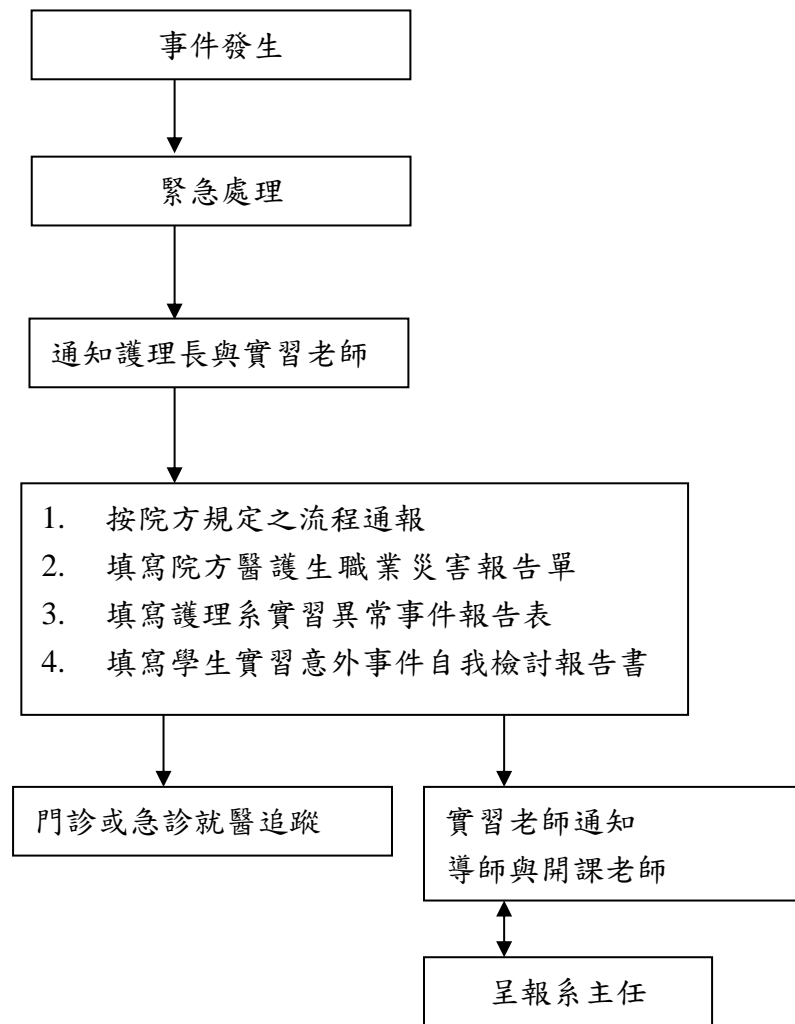 事件發生
緊急處理
通知護理長與實習老師
1. 按院方規定之流程通報
2. 填寫院方醫護生職業災害報告單
3. 填寫護理系實習異常事件報告表
4. 填寫學生實習意外事件自我檢討報告書
門診或急診就醫追蹤
實習老師通知
導師與開課老師
呈報系主任